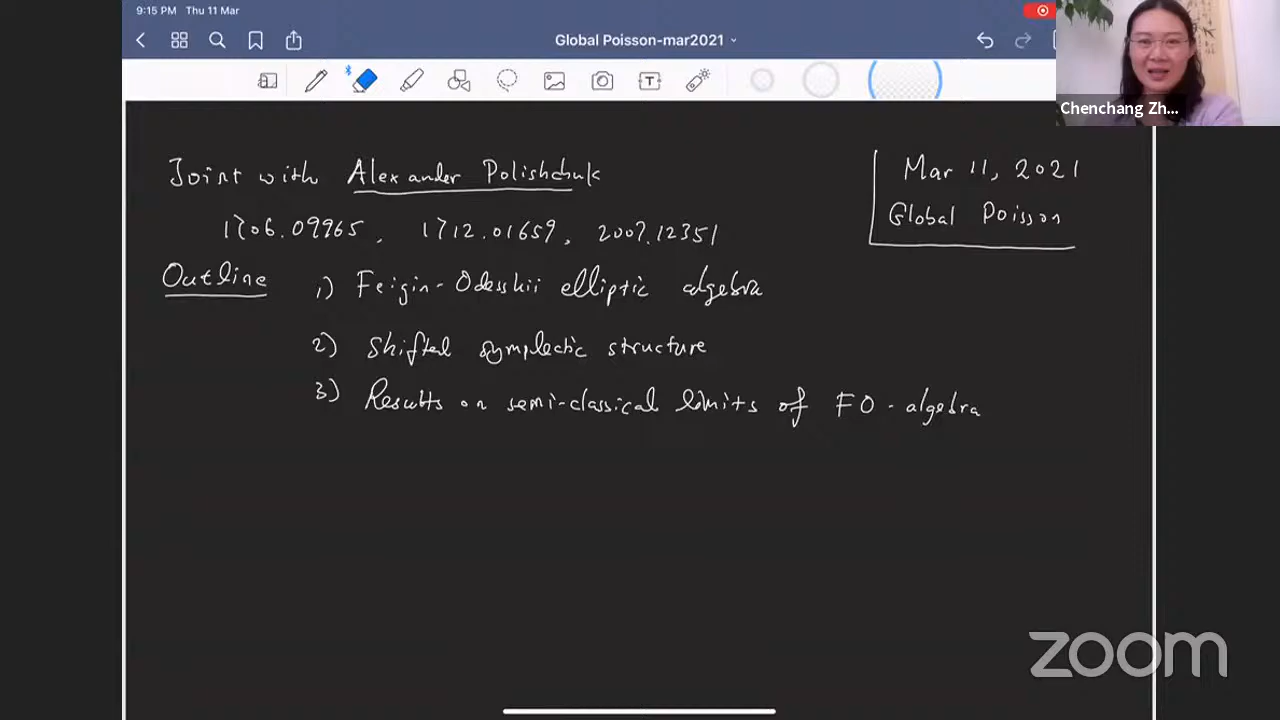 9:15 PM Thu 11 Mar
Global Poisson-mar2021
Chenchang Zh...
Joint with Alexander Polishchuk
1706.09965, 1712.01659, 2007.12351
Mar 11, 2021
Global Poisson
Outline 1) Feigin-Odesskii elliptic algebra
2) Shifted symplectic structure
3) Results on semi-classical limits of FO-algebra
zoom